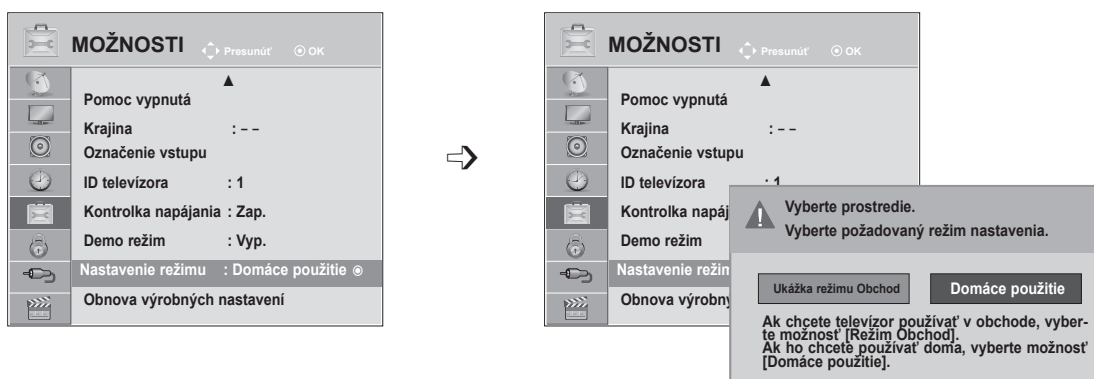 MOŽNOSTI Presunúť OK
Pomoc vypnutá
Krajina : – –
Označenie vstupu
ID televízora : 1
Kontrolka napájania : Zap.
Demo režim : Vyp.
Nastavenie režimu : Domáce použitie
Obnova výrobných nastavení
MOŽNOSTI Presunúť OK
Pomoc vypnutá
Krajina : – –
Označenie vstupu
ID televízora : 1
Kontrolka napáj
Demo režim
Nastavenie režim
Obnova výrobný
Vyberte prostredie.
Vyberte požadovaný režim nastavenia.
Ukážka režimu Obchod Domáce použitie
Ak chcete televízor používať v obchode, vyber-
te možnosť [Režim Obchod].
Ak ho chcete používať doma, vyberte možnosť
[Domáce použitie].